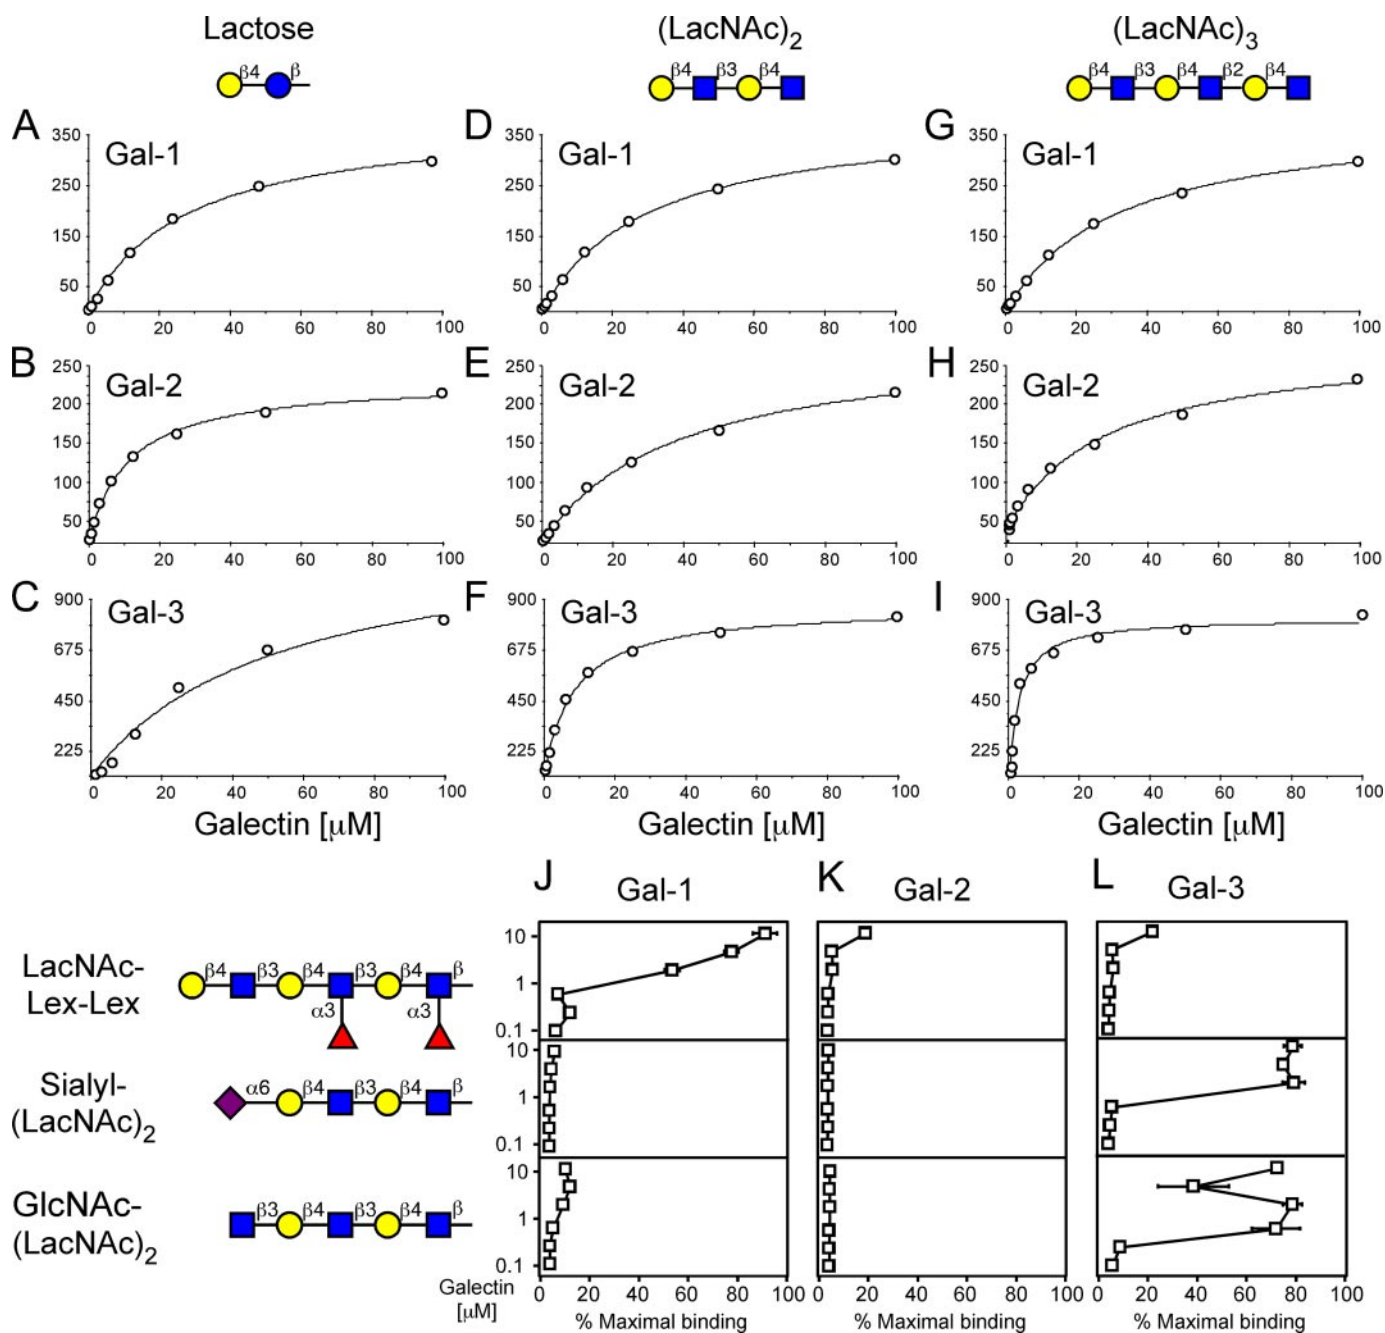 Lactose (LacNAc)2 (LacNAc)3
β4 β β4 β3 β4 β4 β3 β4 β2 β4
A D G
350 Gal-1 350 Gal-1 350 Gal-1
250 250 250
150 150 150
50 50 50
0 20 40 60 80 100 0 20 40 60 80 100 0 20 40 60 80 100
B E H
250 Gal-2 250 Gal-2 250 Gal-2
200 200 200
150 150 150
100 100 100
50 50 50
0 20 40 60 80 100 0 20 40 60 80 100 0 20 40 60 80 100
C F I
900 Gal-3 900 Gal-3 900 Gal-3
675 675 675
450 450 450
225 225 225
0 20 40 60 80 100 0 20 40 60 80 100 0 20 40 60 80 100
Galectin [μM] Galectin [μM] Galectin [μM]
J Gal-1 K Gal-2 L Gal-3
LacNAc-
Lex-Lex
β4 β3 β4 β3 β4 β
α3 α3
10
1
0.1
Sialyl-
(LacNAc)2
α6 β4 β3 β4 β
10
1
0.1
GlcNAc-
(LacNAc)2
β3 β4 β3 β4 β
10
1
0.1
Galectin
[μM]
0 20 40 60 80 100 0 20 40 60 80 100 0 20 40 60 80 100
% Maximal binding % Maximal binding % Maximal binding